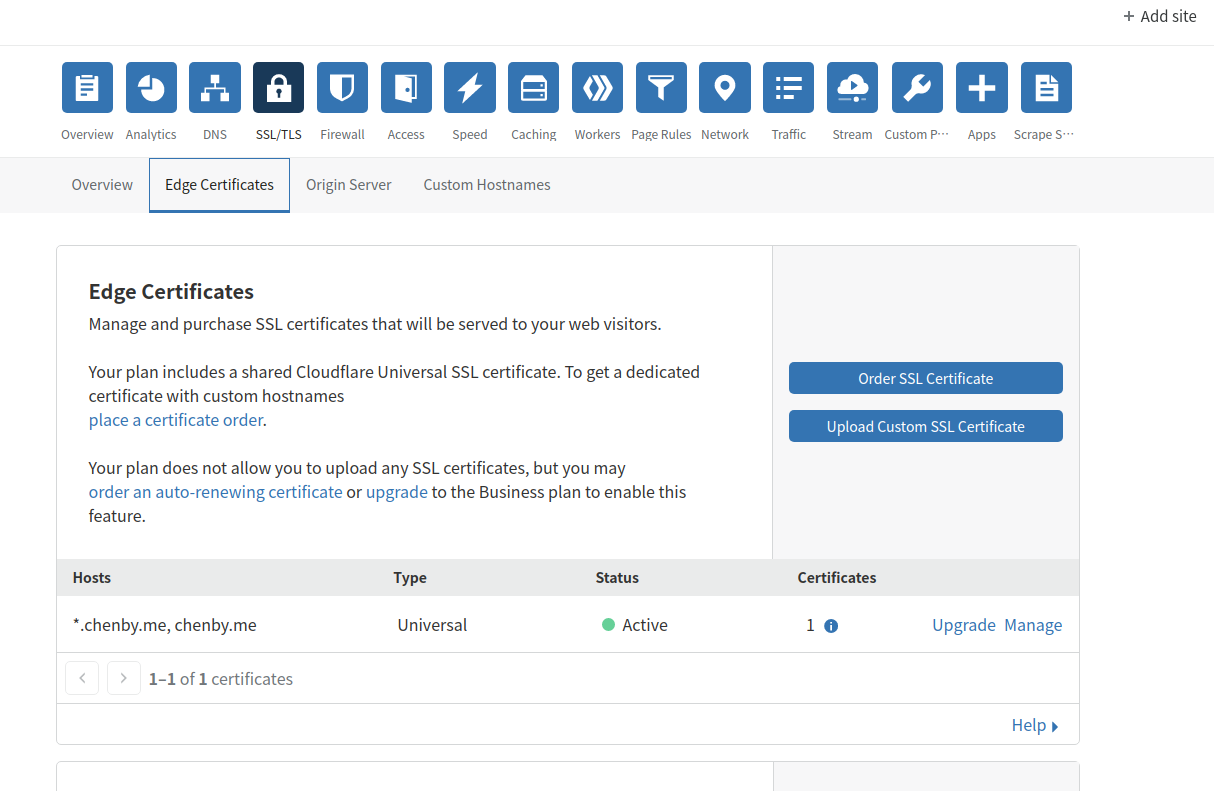 + Add site
Overview Analytics DNS SSL/TLS Firewall Access Speed Caching Workers Page Rules Network Traffic Stream Custom P··· Apps Scrape S···
Overview Edge Certificates Origin Server Custom Hostnames
Edge Certificates
Manage and purchase SSL certificates that will be served to your web visitors.
Your plan includes a shared Cloudflare Universal SSL certificate. To get a dedicated
certificate with custom hostnames
place a certificate order.
Order SSL Certificate
Upload Custom SSL Certificate
Your plan does not allow you to upload any SSL certificates, but you may
order an auto-renewing certificate or upgrade to the Business plan to enable this
feature.
Hosts Type Status Certificates
*.chenby.me, chenby.me Universal Active 1 Upgrade Manage
1–1 of 1 certificates
Help